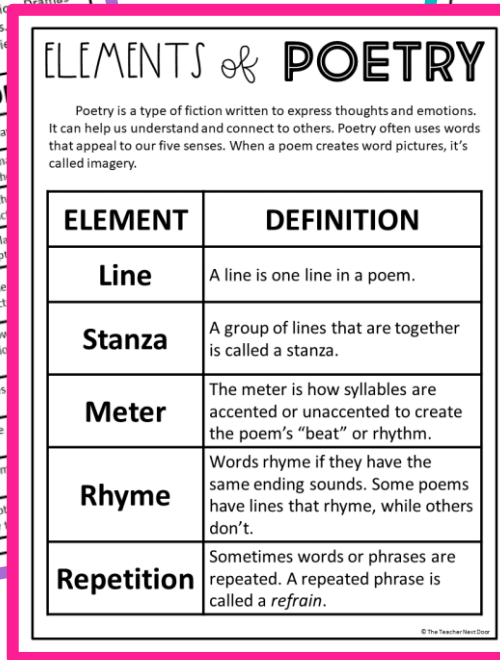 ELEMENTS of POETRY
Poetry is a type of fiction written to express thoughts and emotions.
It can help us understand and connect to others. Poetry often uses words
that appeal to our five senses. When a poem creates word pictures, it's
called imagery.
ELEMENT DEFINITION
Line A line is one line in a poem.
Stanza A group of lines that are together
is called a stanza.
Meter The meter is how syllables are
accented or unaccented to create
the poem's “beat” or rhythm.
Rhyme Words rhyme if they have the
same ending sounds. Some poems
have lines that rhyme, while others
don't.
Repetition Sometimes words or phrases are
repeated. A repeated phrase is
called a refrain.
© The Teacher Next Door